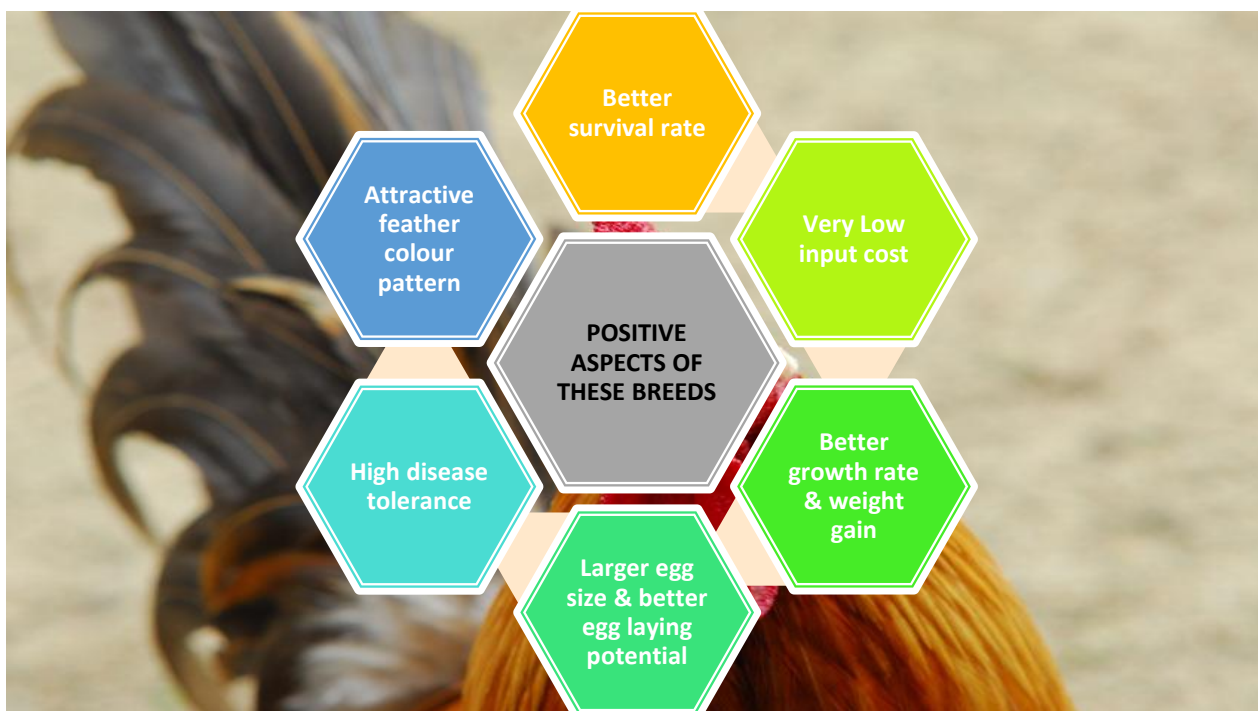 Better
survival rate
Very Low
input cost
Better
growth rate
& weight
gain
Larger egg
size & better
egg laying
potential
High disease
tolerance
Attractive
feather
colour
pattern
POSITIVE
ASPECTS OF
THESE BREEDS